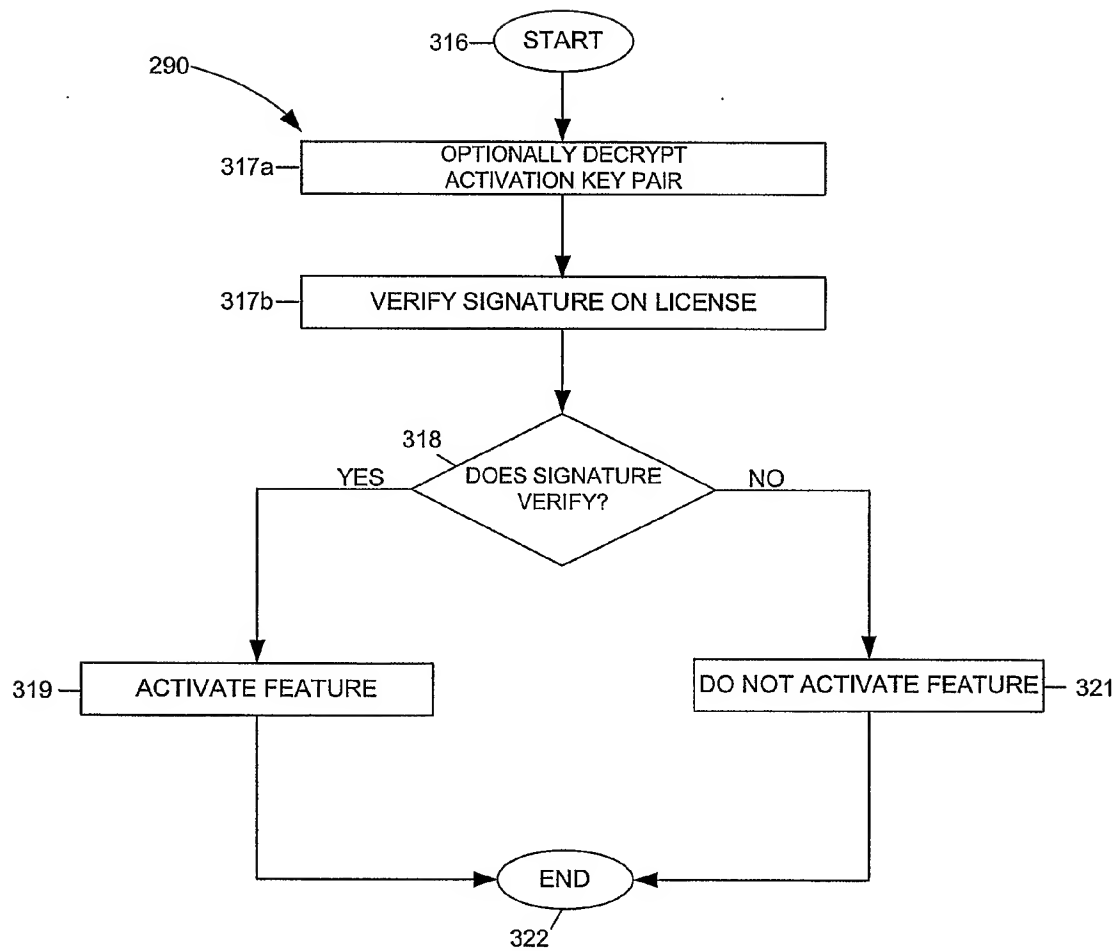 316
START
290
317a
OPTIONALLY DECRYPT
ACTIVATION KEY PAIR
317b
VERIFY SIGNATURE ON LICENSE
318
DOES SIGNATURE
VERIFY?
YES
NO
319
ACTIVATE FEATURE
DO NOT ACTIVATE FEATURE
321
END
322